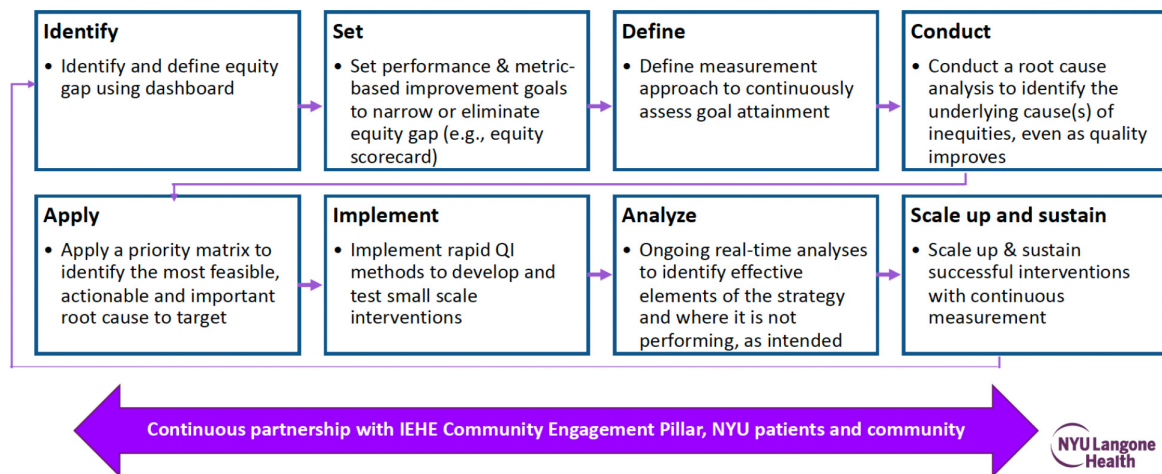 Identify
• Identify and define equity
gap using dashboard
Set
• Set performance & metric-
based improvement goals
to narrow or eliminate
equity gap (e.g., equity
scorecard)
Define
• Define measurement
approach to continuously
assess goal attainment
Conduct
• Conduct a root cause
analysis to identify the
underlying cause(s) of
inequities, even as quality
improves
Apply
• Apply a priority matrix to
identify the most feasible,
actionable and important
root cause to target
Implement
• Implement rapid QI
methods to develop and
test small scale
interventions
Analyze
• Ongoing real-time analyses
to identify effective
elements of the strategy
and where it is not
performing, as intended
Scale up and sustain
• Scale up & sustain
successful interventions
with continuous
measurement
Continuous partnership with IEHE Community Engagement Pillar, NYU patients and community
NYU Langone
Health